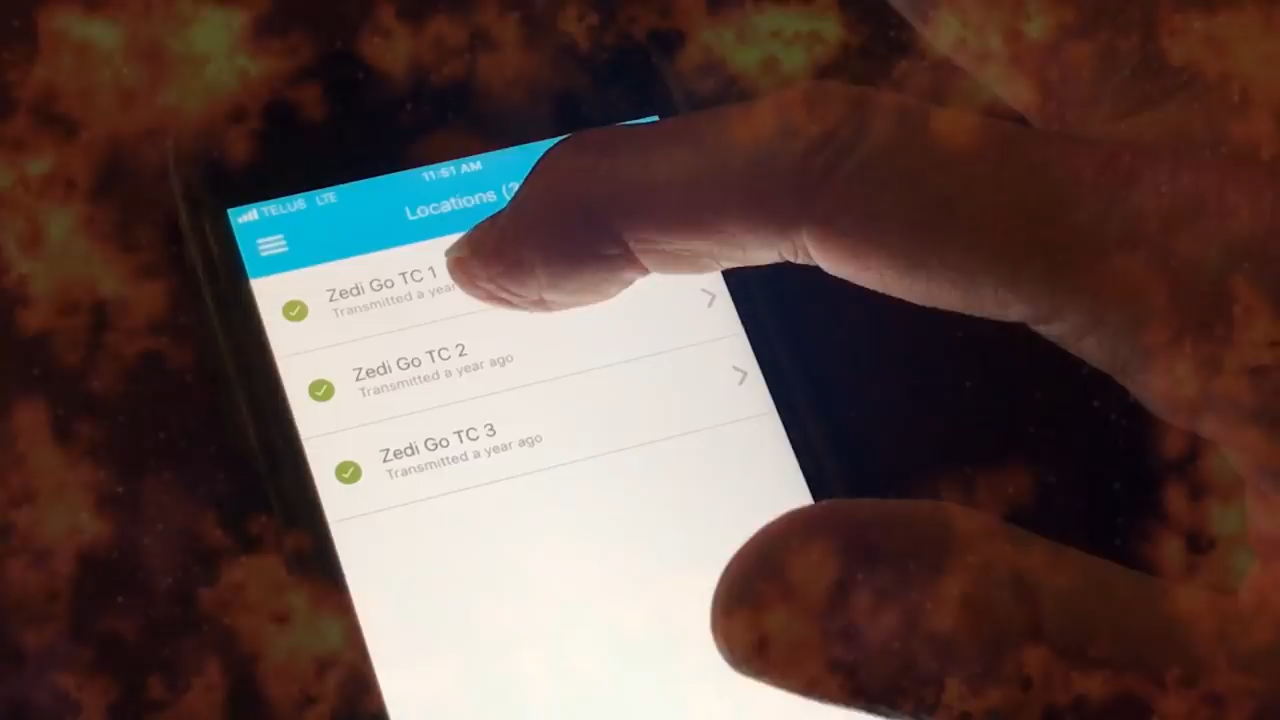 TELUS LTE 11:51 AM
Locations
Zedi Go TC 1
Transmitted a year
Zedi Go TC 2
Transmitted a year ago
Zedi Go TC 3
Transmitted a year ago